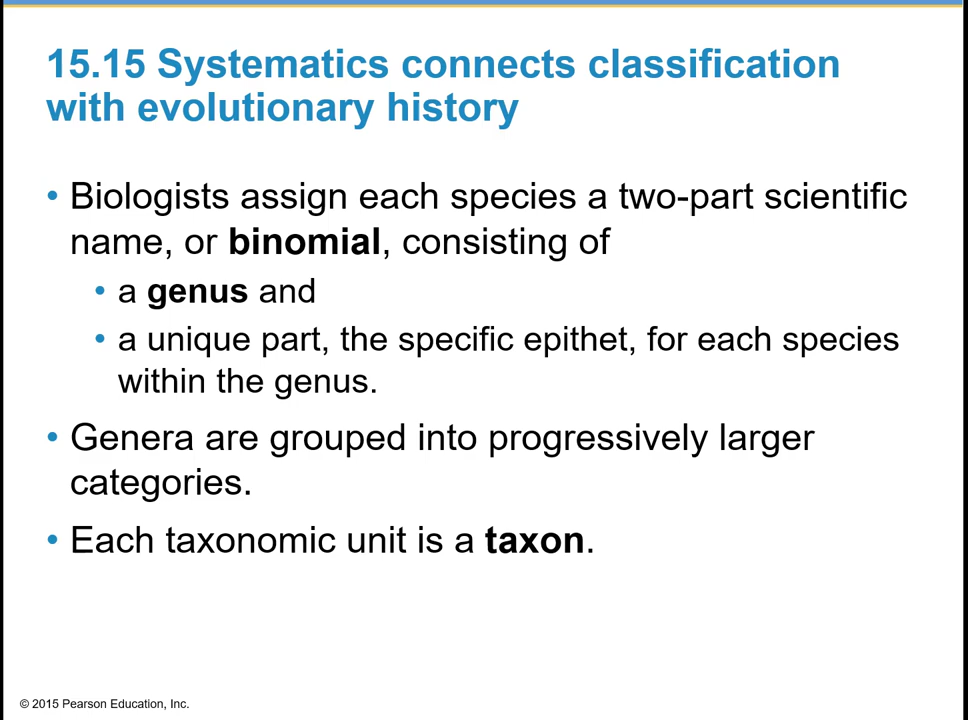 15.15 Systematics connects classification
with evolutionary history
• Biologists assign each species a two-part scientific
name, or binomial, consisting of
• a genus and
• a unique part, the specific epithet, for each species
within the genus.
• Genera are grouped into progressively larger
categories.
• Each taxonomic unit is a taxon.
© 2015 Pearson Education, Inc.